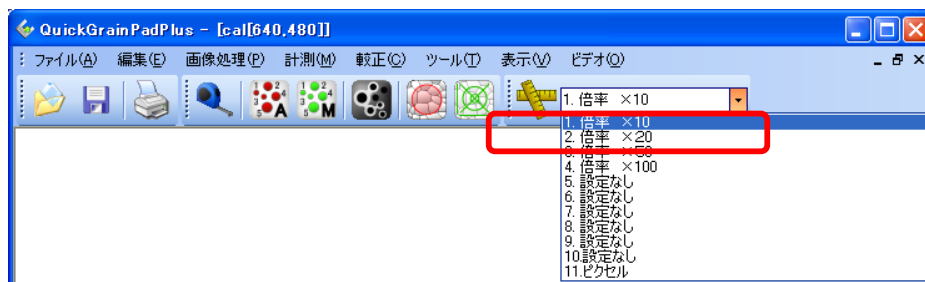 QuickGrainPadPlus - [cal[640,480]]
ファイル(A) 編集(E) 画像処理(P) 計測(M) 較正(C) ツール(T) 表示(V) ビデオ(O)
1. 倍率 ×10
1. 倍率 ×10
2. 倍率 ×20
3. 倍率 ×50
4. 倍率 ×100
5. 設定なし
6. 設定なし
7. 設定なし
8. 設定なし
9. 設定なし
10.設定なし
11.ピクセル